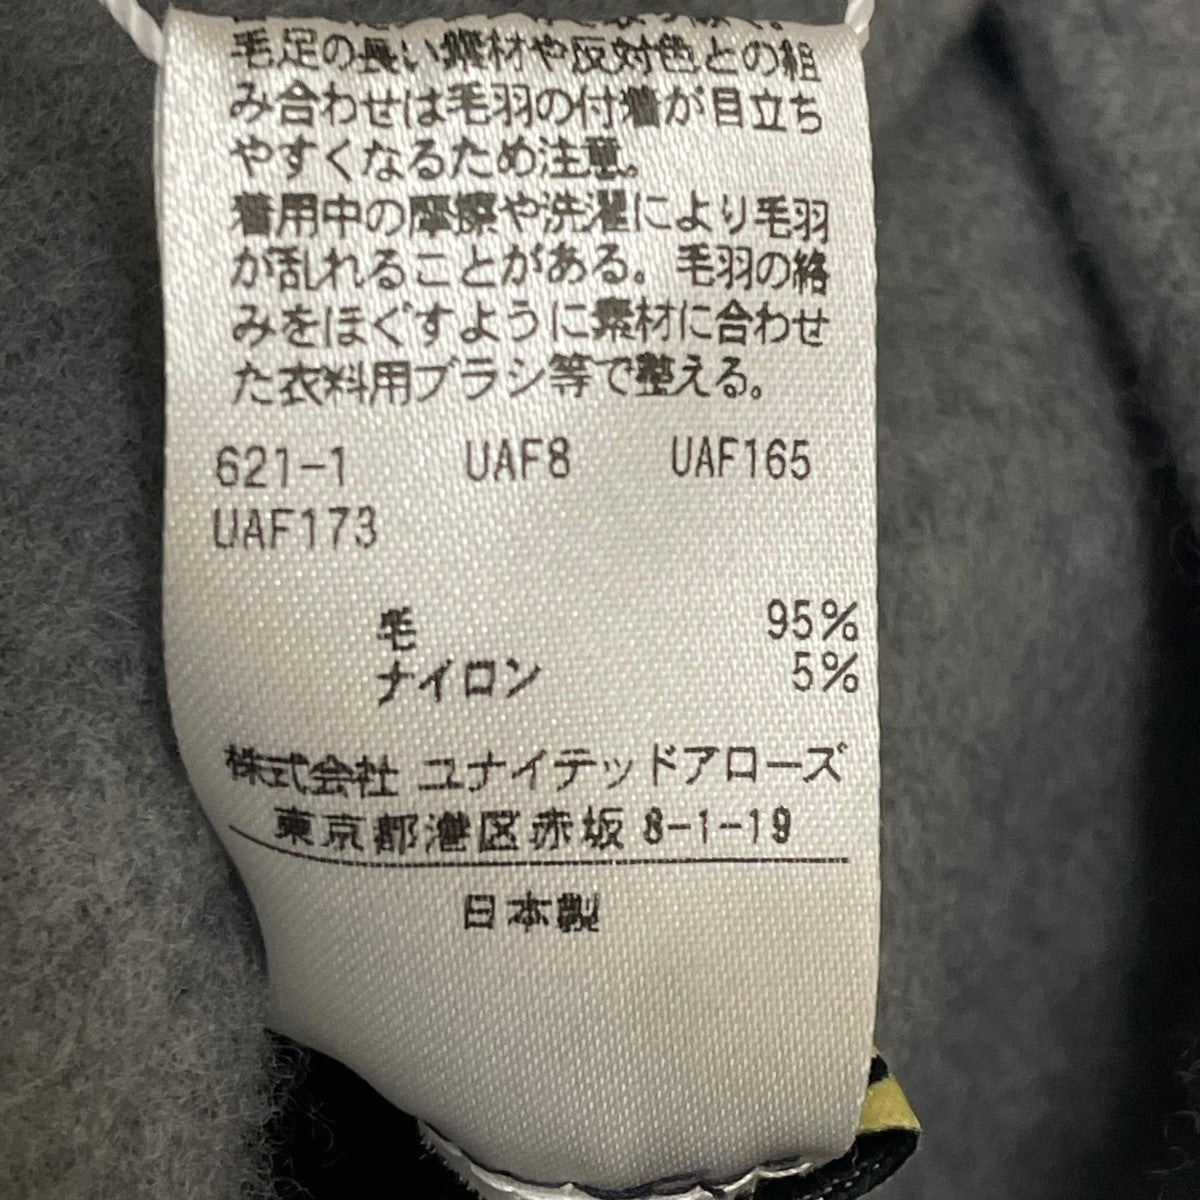 毛足の長い繊材や反対色との組
み合わせは毛羽の付着が目立ち
やすくなるため注意。
着用中の摩擦や洗濯により毛羽
が乱れることがある。毛羽の絡
みをほぐすように素材に合わせ
た衣料用ブラシ等で整える。
621-1 UAF8 UAF165
UAF173
毛 95%
ナイロン 5%
株式会社 ユナイテッドアローズ
東京都港区赤坂 8-1-19
日本製